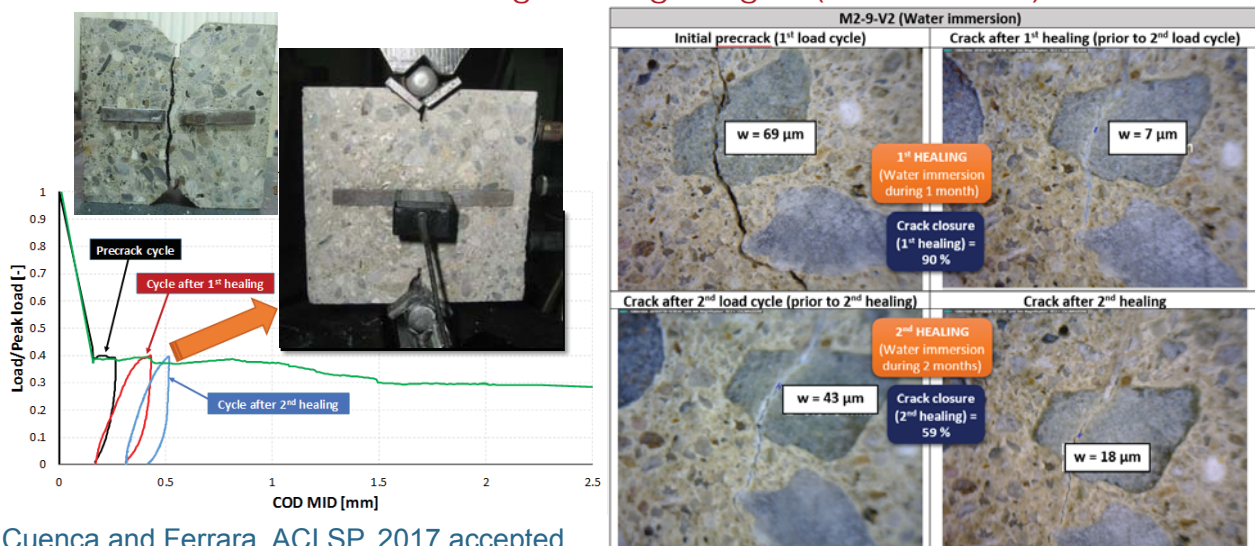 M2-9-V2 (Water immersion)
Initial precrack (1st load cycle)
Crack after 1st healing (prior to 2nd load cycle)
w = 69 µm
w = 7 µm
1st HEALING
(Water immersion
during 1 month)
Crack closure
(1st healing) =
90 %
Crack after 2nd load cycle (prior to 2nd healing)
Crack after 2nd healing
2nd HEALING
(Water immersion
during 2 months)
w = 43 µm
Crack closure
(2nd healing) =
59 %
w = 18 µm
Load/Peak load [-]
1
0.9
0.8
0.7
0.6
0.5
0.4
0.3
0.2
0.1
0
Precrack cycle
Cycle after 1st healing
Cycle after 2nd healing
0
0.5
1
1.5
2
2.5
COD MID [mm]
Cuenca and Ferrara, ACI SP, 2017 accepted